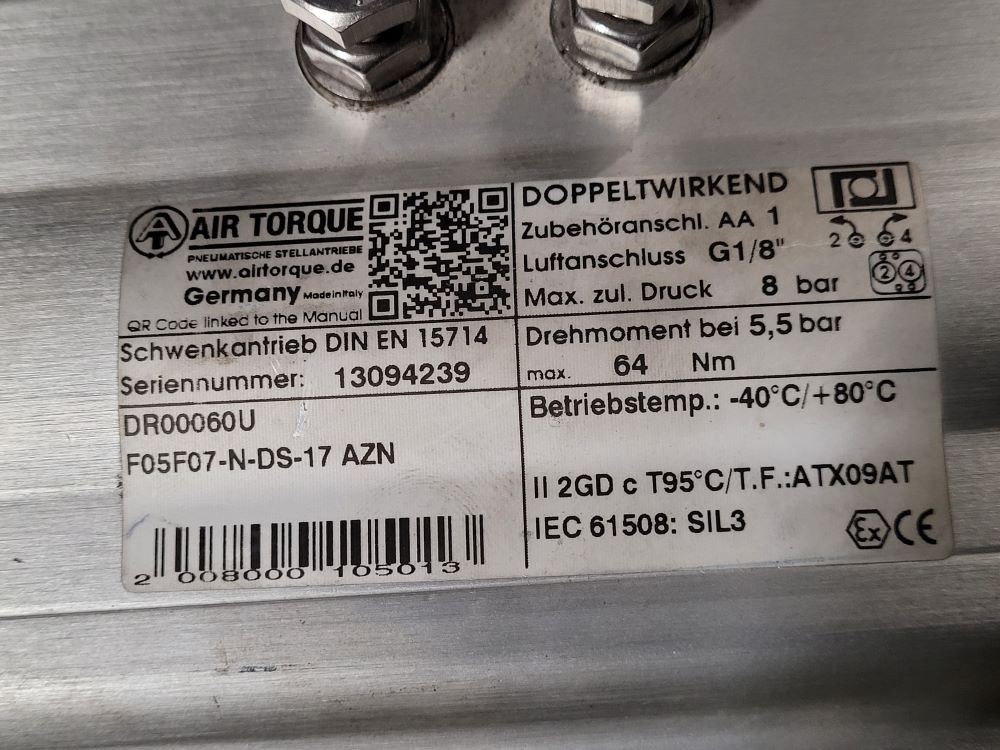 AIR TORQUE
PNEUMATISCHE STELLANTRIEBE
www.airtorque.de
Germany Made in Italy
QR Code linked to the Manual
Schwenkantrieb DIN EN 15714
Seriennummer: 13094239
DR00060U
F05F07-N-DS-17 AZN
2 008000 105013
DOPPELTWIRKEND
Zubehöranschl. AA 1
Luftanschluss G1/8"
Max. zul. Druck 8 bar
2 4
2 4
Drehmoment bei 5,5 bar
max. 64 Nm
Betriebstemp.: -40°C/+80°C
II 2GD c T95°C/T.F.:ATX09AT
IEC 61508: SIL3
Ex CE